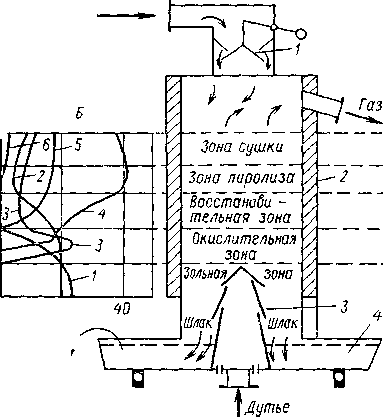 1
Газ
Б
6
5
Зона сушки
2
Зона пиролиза
2
3
4
Восстанови-
тельная зона
3
Окислительная
зона
1
Зольная зона
40
3
Шлак
Шлак
4
Дутье